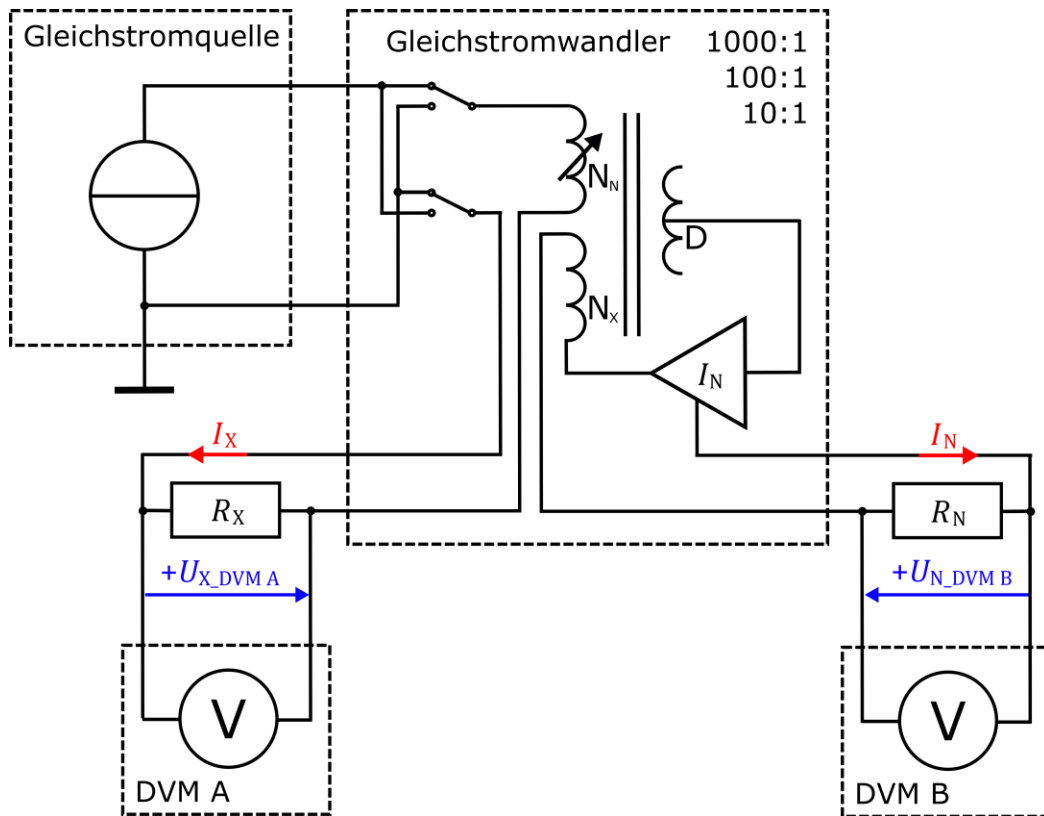 Gleichstromquelle
Gleichstromwandler 1000:1
100:1
10:1
N_N
D
N_X
I_N
I_X
I_N
R_X
R_N
+U_X_DVM A
+U_N_DVM B
V
V
DVM A
DVM B